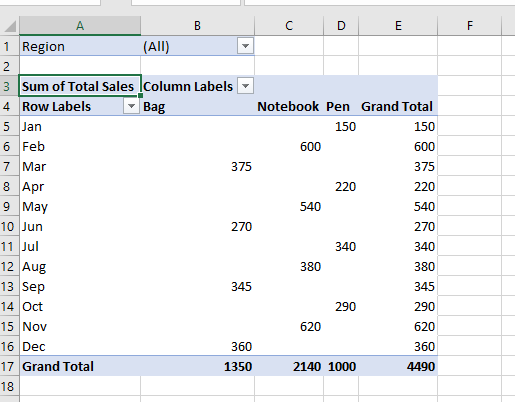 A B C D E F
1 Region (All)
2
3 Sum of Total Sales Column Labels
4 Row Labels Bag Notebook Pen Grand Total
5 Jan 150 150
6 Feb 600 600
7 Mar 375 375
8 Apr 220 220
9 May 540 540
10 Jun 270 270
11 Jul 340 340
12 Aug 380 380
13 Sep 345 345
14 Oct 290 290
15 Nov 620 620
16 Dec 360 360
17 Grand Total 1350 2140 1000 4490
18